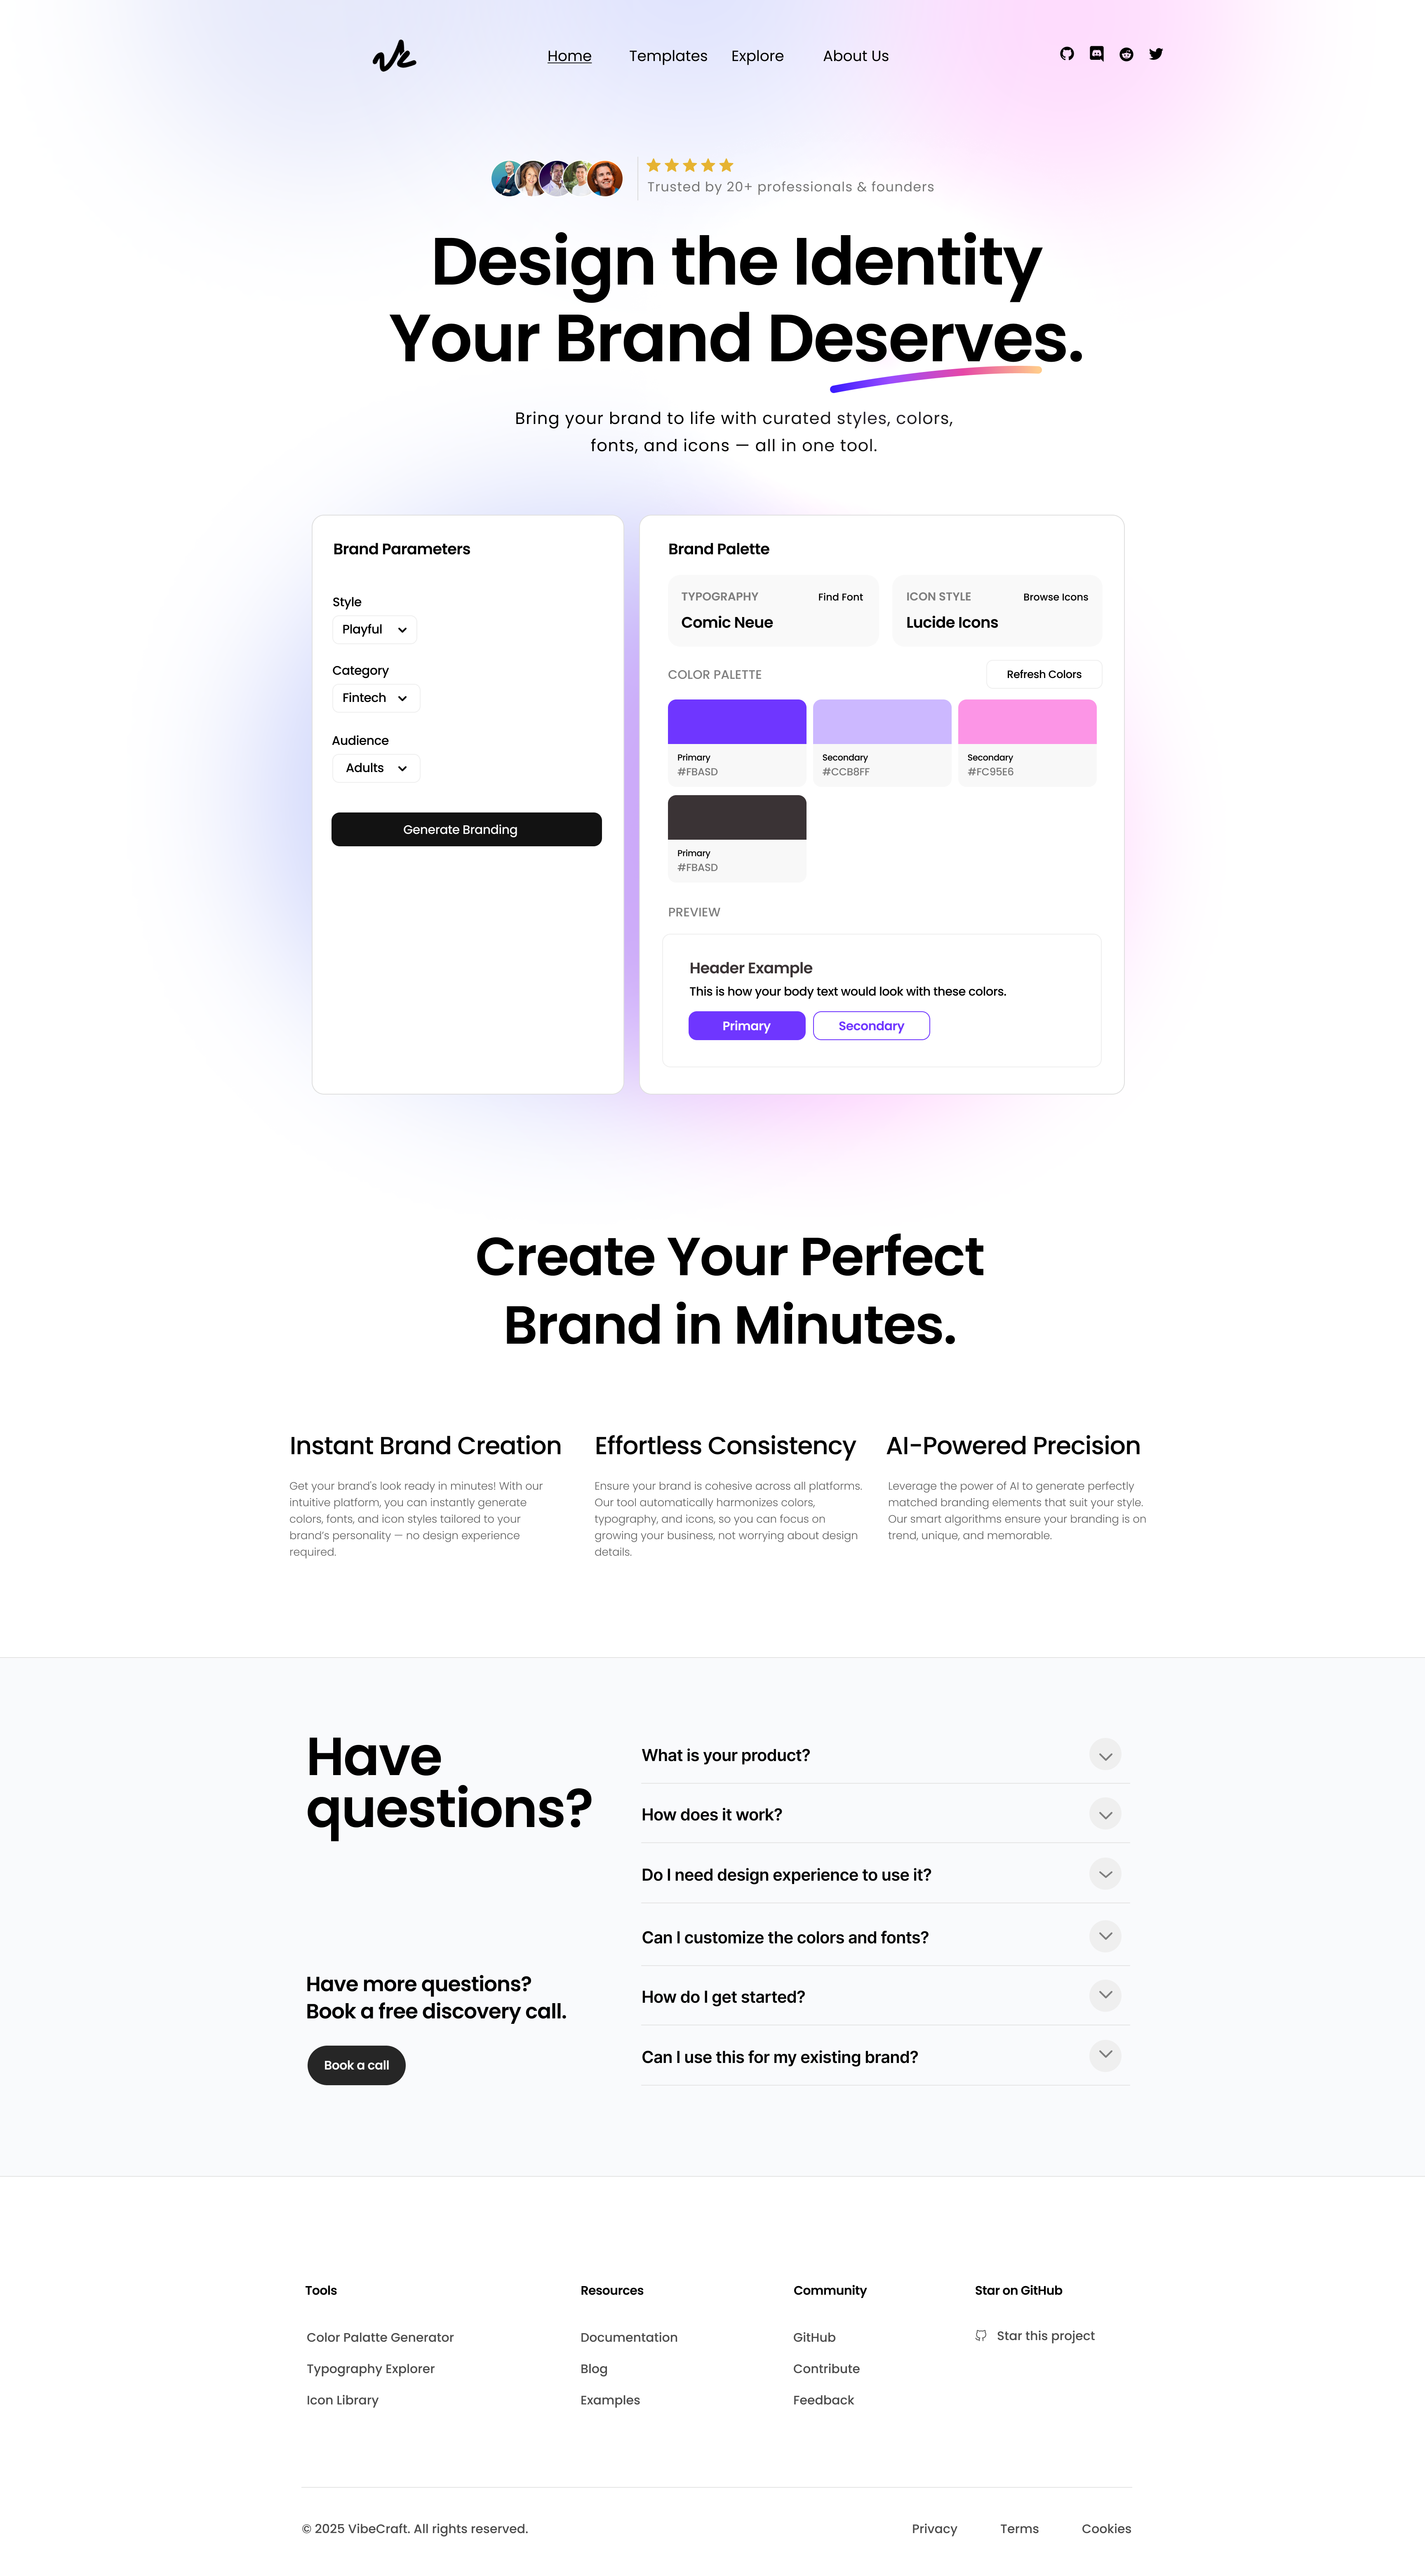 Home Templates Explore About Us
Trusted by 20+ professionals & founders
Design the Identity
Your Brand Deserves.
Bring your brand to life with curated styles, colors,
fonts, and icons — all in one tool.
Brand Parameters
Style
Playful
Category
Fintech
Audience
Adults
Generate Branding
Brand Palette
TYPOGRAPHY Find Font
Comic Neue
ICON STYLE Browse Icons
Lucide Icons
COLOR PALETTE Refresh Colors
Primary
#FBASD
Secondary
#CCB8FF
Secondary
#FC95E6
Primary
#FBASD
PREVIEW
Header Example
This is how your body text would look with these colors.
Primary Secondary
Create Your Perfect
Brand in Minutes.
Instant Brand Creation
Get your brand's look ready in minutes! With our
intuitive platform, you can instantly generate
colors, fonts, and icon styles tailored to your
brand's personality — no design experience
required.
Effortless Consistency
Ensure your brand is cohesive across all platforms.
Our tool automatically harmonizes colors,
typography, and icons, so you can focus on
growing your business, not worrying about design
details.
AI-Powered Precision
Leverage the power of AI to generate perfectly
matched branding elements that suit your style.
Our smart algorithms ensure your branding is on
trend, unique, and memorable.
Have
questions?
Have more questions?
Book a free discovery call.
Book a call
What is your product?
How does it work?
Do I need design experience to use it?
Can I customize the colors and fonts?
How do I get started?
Can I use this for my existing brand?
Tools
Color Palatte Generator
Typography Explorer
Icon Library
Resources
Documentation
Blog
Examples
Community
GitHub
Contribute
Feedback
Star on GitHub
Star this project
© 2025 VibeCraft. All rights reserved.
Privacy Terms Cookies